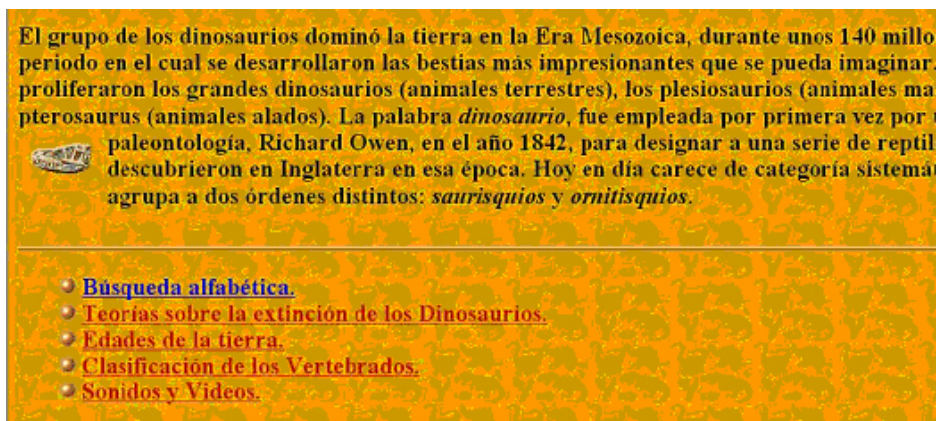 El grupo de los dinosaurios dominó la tierra en la Era Mesozoica, durante unos 140 millo
periodo en el cual se desarrollaron las bestias más impresionantes que se pueda imaginar.
proliferaron los grandes dinosaurios (animales terrestres), los plesiosaurios (animales ma
pterosaurus (animales alados). La palabra dinosaurio, fue empleada por primera vez por
paleontología, Richard Owen, en el año 1842, para designar a una serie de reptil
descubrieron en Inglaterra en esa época. Hoy en día carece de categoría sistemát
agrupa a dos órdenes distintos: saurisquios y ornitisquios.
Búsqueda alfabética.
Teorías sobre la extinción de los Dinosaurios.
Edades de la tierra.
Clasificación de los Vertebrados.
Sonidos y Videos.